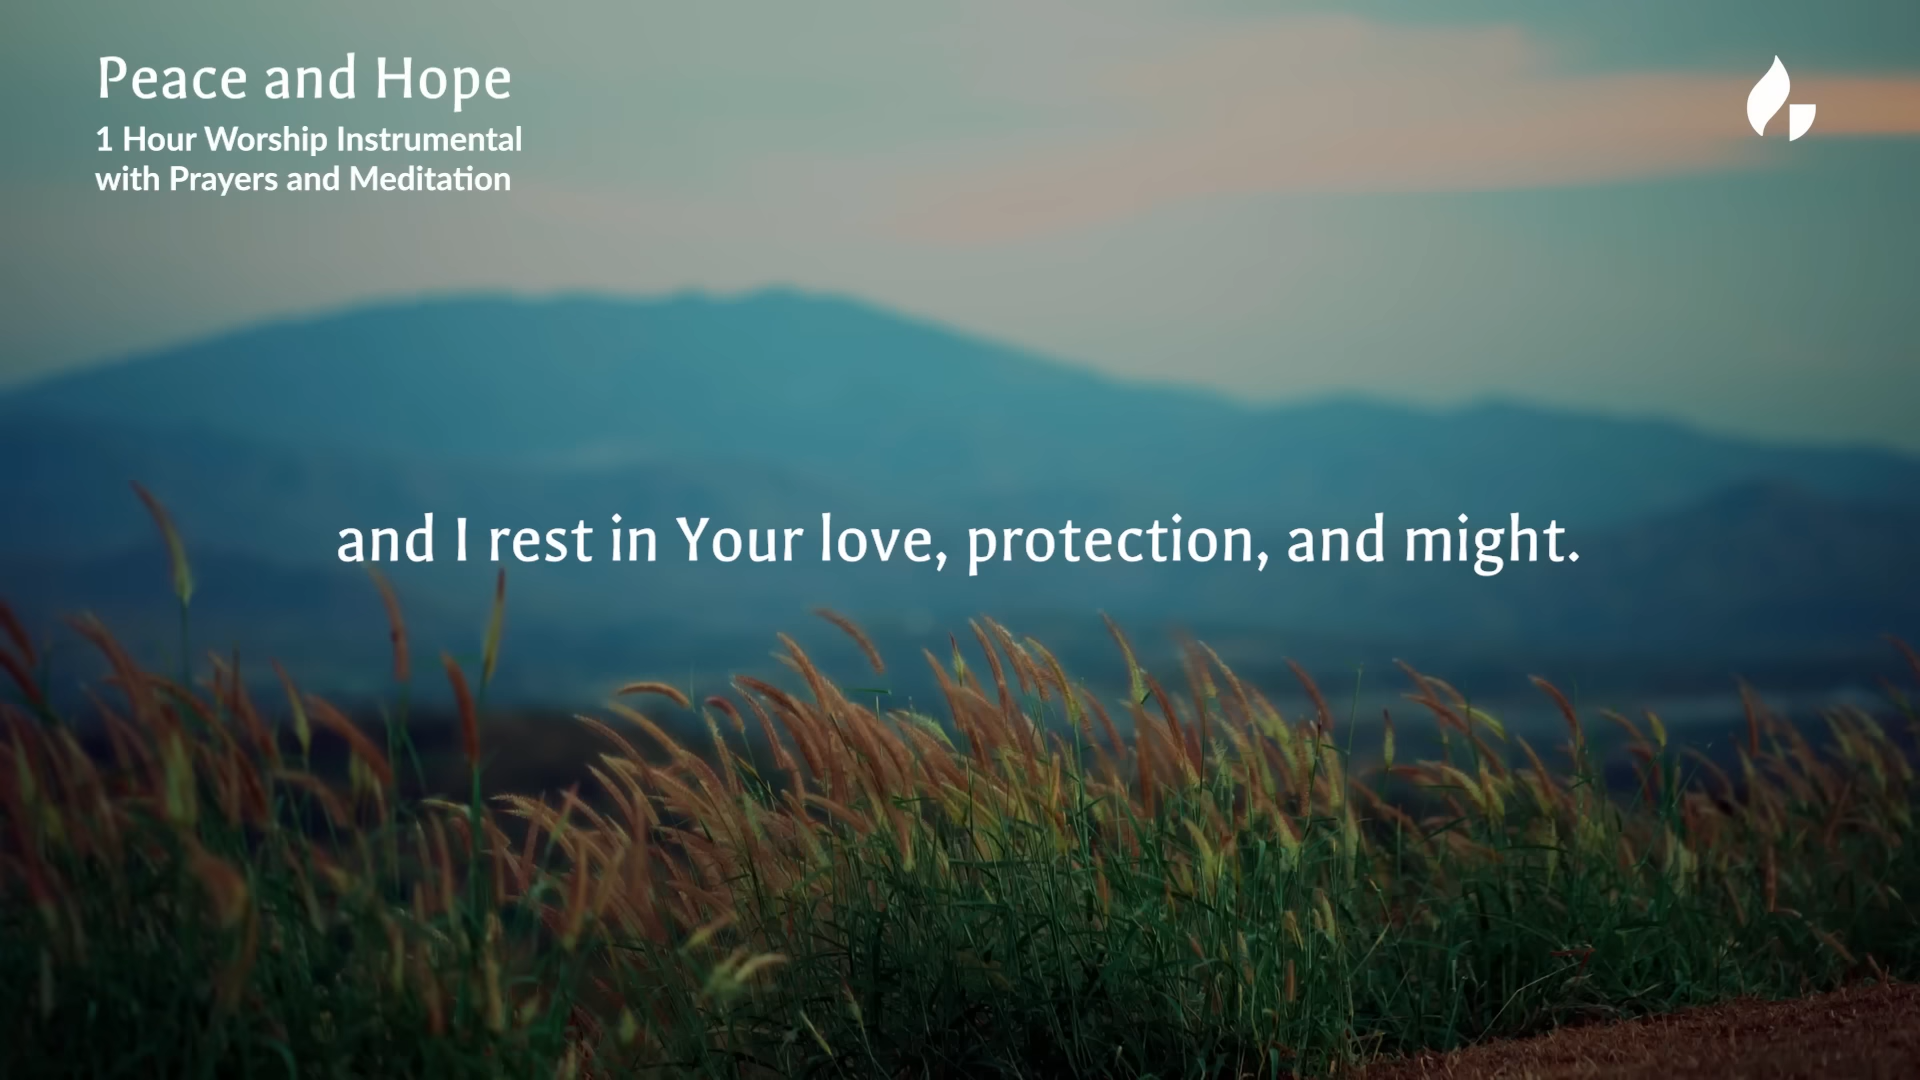 Peace and Hope
1 Hour Worship Instrumental
with Prayers and Meditation
and I rest in Your love, protection, and might.